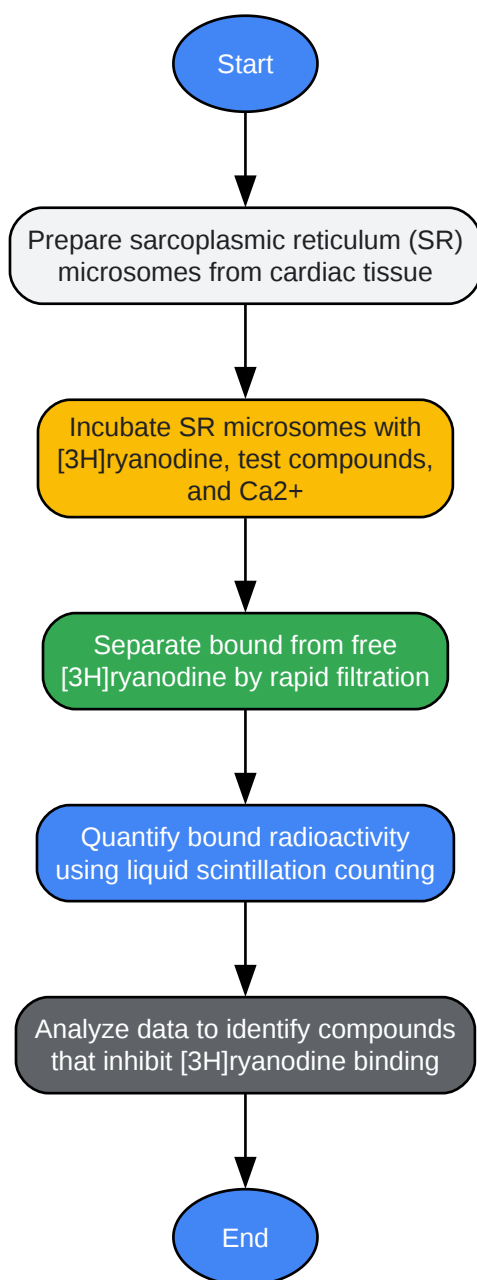 Start
Prepare sarcoplasmic reticulum (SR)
microsomes from cardiac tissue
Incubate SR microsomes with
[3H]ryanodine, test compounds,
and Ca2+
Separate bound from free
[3H]ryanodine by rapid filtration
Quantify bound radioactivity
using liquid scintillation counting
Analyze data to identify compounds
that inhibit [3H]ryanodine binding
End